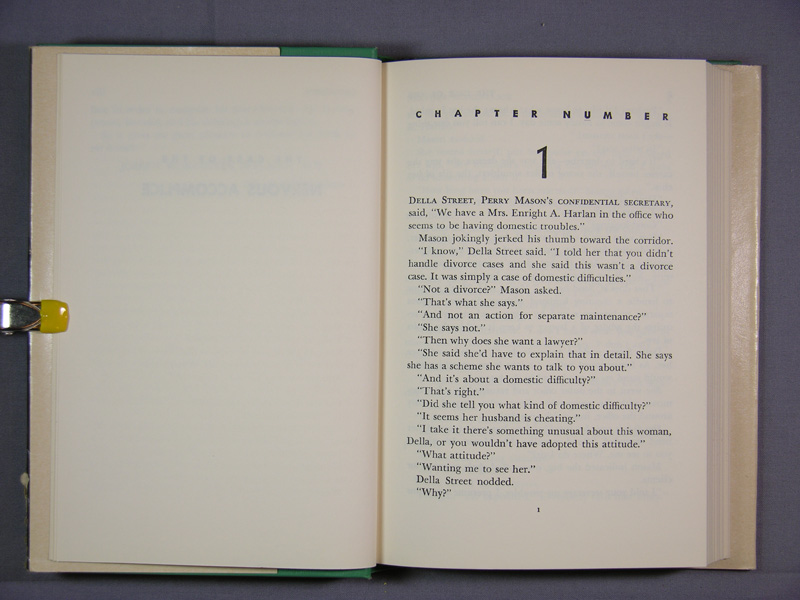 CHAPTER NUMBER
1
DELLA STREET, PERRY MASON'S CONFIDENTIAL SECRETARY,
said, "We have a Mrs. Enright A. Harlan in the office who
seems to be having domestic troubles."
Mason jokingly jerked his thumb toward the corridor.
"I know," Della Street said, "I told her that you didn't
handle divorce cases and she said this wasn't a divorce
case. It was simply a case of domestic difficulties."
"Not a divorce?" Mason asked.
"That's what she says."
"And not an action for separate maintenance?"
"She says not."
"Then why does she want a lawyer?"
"She said she'd have to explain that in detail. She says
she has a scheme she wants to talk to you about."
"And it's about a domestic difficulty?"
"That's right."
"Did she tell you what kind of domestic difficulty?"
"It seems her husband is cheating."
"I take it there's something unusual about this woman,
Della, or you wouldn't have adopted this attitude."
"What attitude?"
"Wanting me to see her."
Della Street nodded.
"Why?"
1